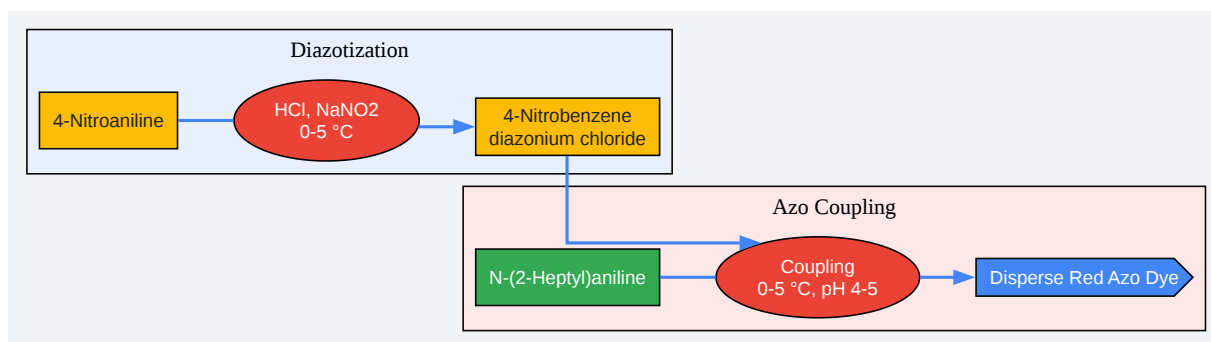 Diazotization
4-Nitroaniline
HCl, NaNO2
0-5 °C
4-Nitrobenzene
diazonium chloride
Azo Coupling
N-(2-Heptyl)aniline
Coupling
0-5 °C, pH 4-5
Disperse Red Azo Dye